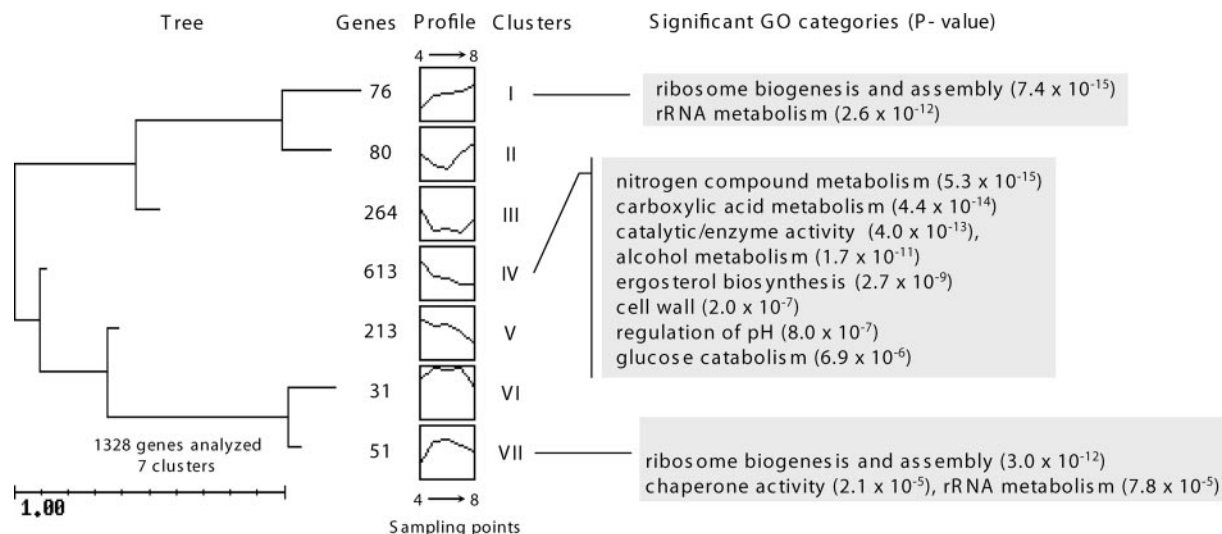 Tree Genes Profile Clusters Significant GO categories (P- value)
4 8
76 I ribosome biogenesis and assembly (7.4 x 10⁻¹⁵)
rRNA metabolism (2.6 x 10⁻¹²)
80 II
264 III
613 IV
213 V
31 VI
51 VII
nitrogen compound metabolism (5.3 x 10⁻¹⁵)
carboxylic acid metabolism (4.4 x 10⁻¹⁴)
catalytic/enzyme activity (4.0 x 10⁻¹³),
alcohol metabolism (1.7 x 10⁻¹¹)
ergosterol biosynthesis (2.7 x 10⁻⁹)
cell wall (2.0 x 10⁻⁷)
regulation of pH (8.0 x 10⁻⁷)
glucose catabolism (6.9 x 10⁻⁶)
ribosome biogenesis and assembly (3.0 x 10⁻¹²)
chaperone activity (2.1 x 10⁻⁵), rRNA metabolism (7.8 x 10⁻⁵)
1328 genes analyzed
7 clusters
1.00
4 8
Sampling points